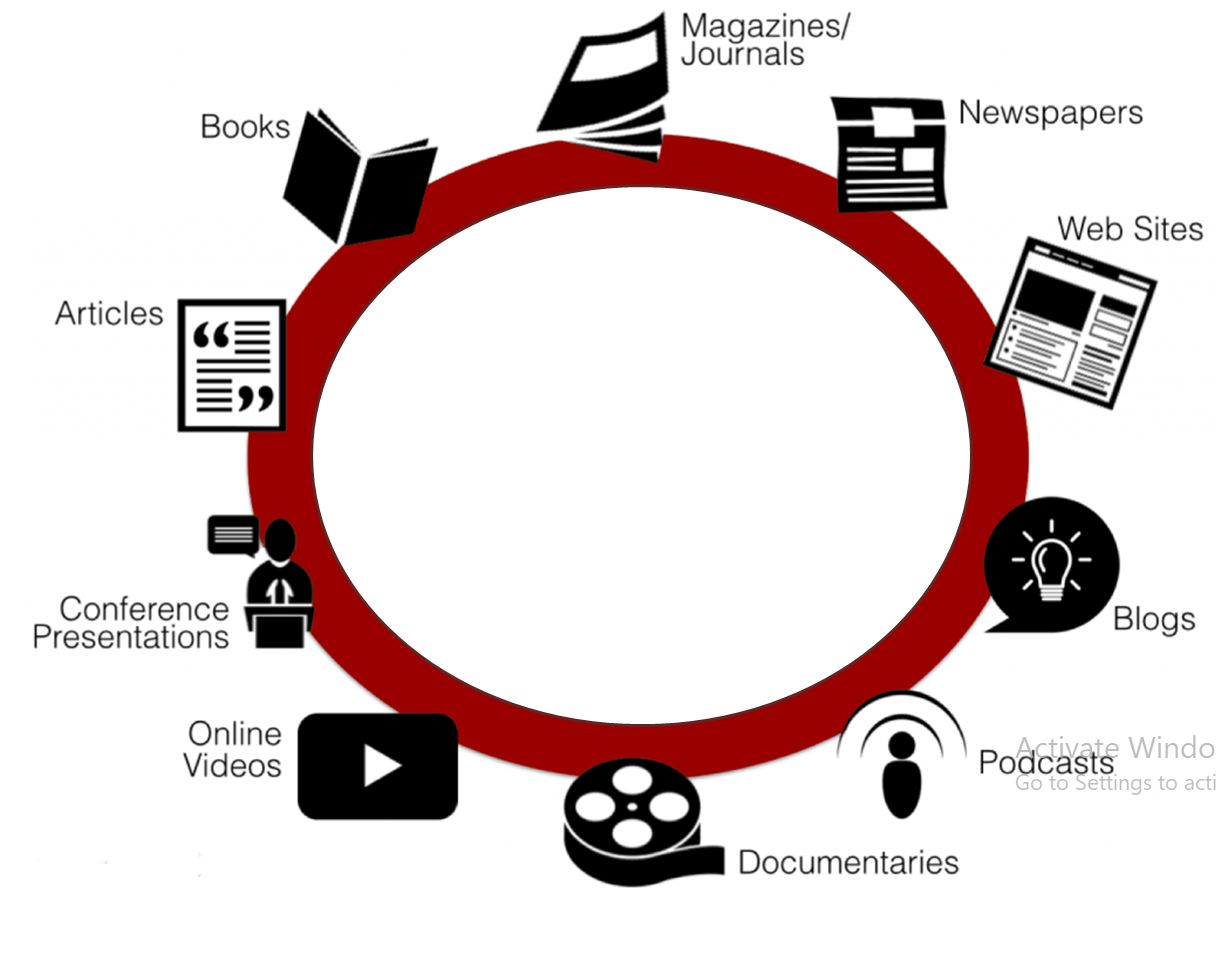 Magazines/
Journals
Newspapers
Books
Web Sites
Articles
Conference
Presentations
Blogs
Online
Videos
Podcasts
Activate Windo
Go to Settings to acti
Documentaries